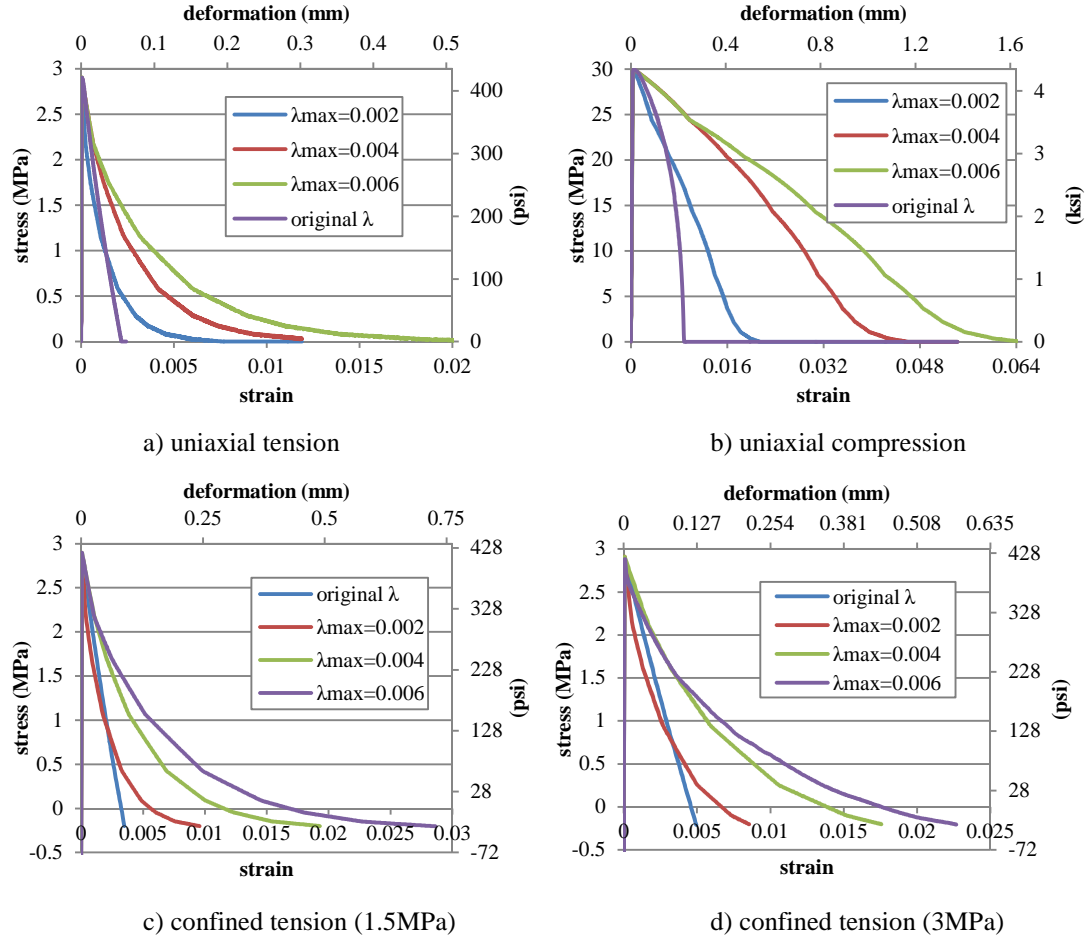 deformation (mm)
0 0.1 0.2 0.3 0.4 0.5
3
2.5
2
1.5
1
0.5
0
stress (MPa)
400
300
200
100
0
(psi)
λmax=0.002
λmax=0.004
λmax=0.006
original λ
0 0.005 0.01 0.015 0.02
strain
a) uniaxial tension
deformation (mm)
0 0.4 0.8 1.2 1.6
30
25
20
15
10
5
0
stress (MPa)
4
3
2
1
0
(ksi)
λmax=0.002
λmax=0.004
λmax=0.006
original λ
0 0.016 0.032 0.048 0.064
strain
b) uniaxial compression
deformation (mm)
0 0.25 0.5 0.75
3
2.5
2
1.5
1
0.5
0
-0.5
stress (MPa)
428
328
228
128
28
-72
(psi)
original λ
λmax=0.002
λmax=0.004
λmax=0.006
0 0.005 0.01 0.015 0.02 0.025 0.03
strain
c) confined tension (1.5MPa)
deformation (mm)
0 0.127 0.254 0.381 0.508 0.635
3
2.5
2
1.5
1
0.5
0
-0.5
stress (MPa)
428
328
228
128
28
-72
(psi)
original λ
λmax=0.002
λmax=0.004
λmax=0.006
0 0.005 0.01 0.015 0.02 0.025
strain
d) confined tension (3MPa)